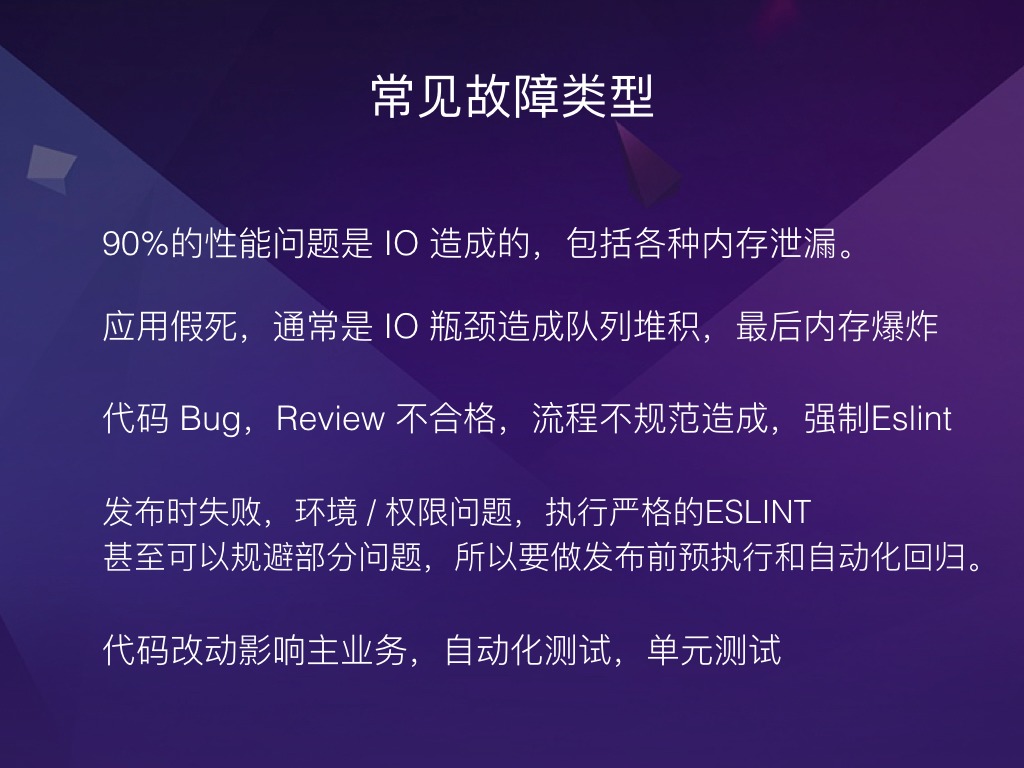 常见故障类型
90%的性能问题是 IO 造成的，包括各种内存泄漏。
应用假死，通常是 IO 瓶颈造成队列堆积，最后内存爆炸
代码 Bug，Review 不合格，流程不规范造成，强制Eslint
发布时失败，环境 / 权限问题，执行严格的ESLINT
甚至可以规避部分问题，所以要做发布前预执行和自动化回归。
代码改动影响主业务，自动化测试，单元测试